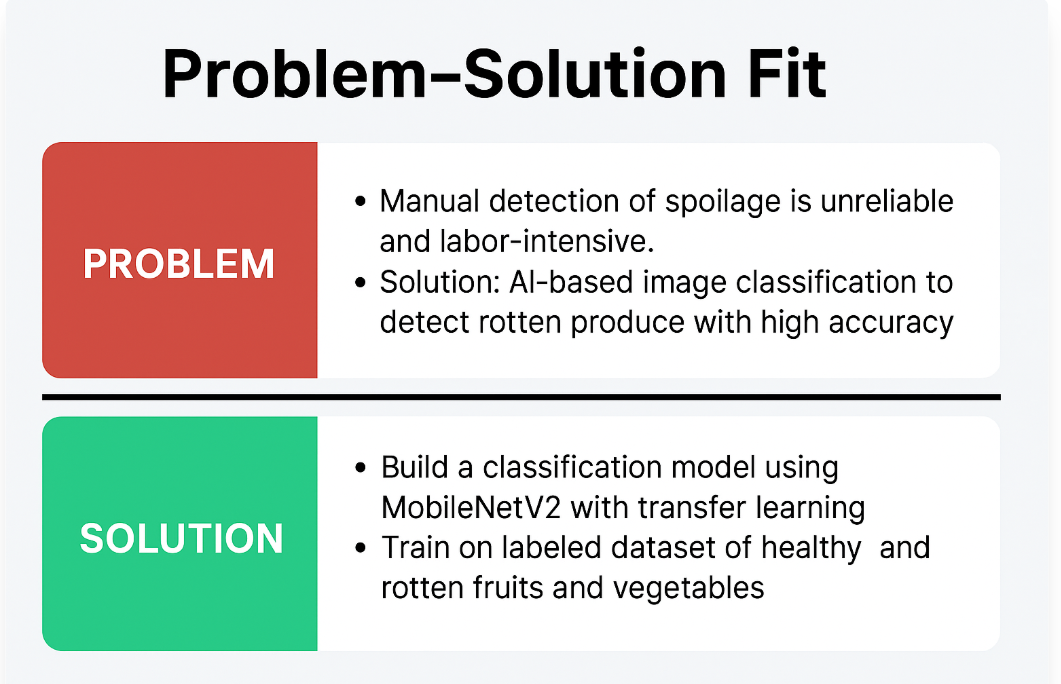 Problem–Solution Fit
PROBLEM
• Manual detection of spoilage is unreliable
and labor-intensive.
• Solution: AI-based image classification to
detect rotten produce with high accuracy
SOLUTION
• Build a classification model using
MobileNetV2 with transfer learning
• Train on labeled dataset of healthy  and
rotten fruits and vegetables